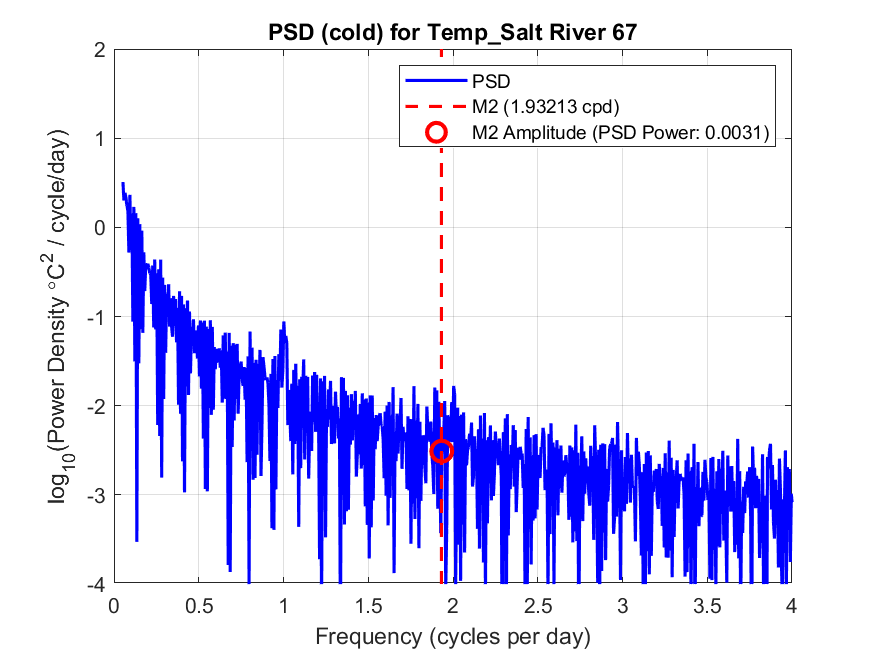 PSD (cold) for Temp_Salt River 67
PSD
M2 (1.93213 cpd)
M2 Amplitude (PSD Power: 0.0031)
log10(Power Density °C2 / cycle/day)
2
1
0
-1
-2
-3
-4
0 0.5 1 1.5 2 2.5 3 3.5 4
Frequency (cycles per day)